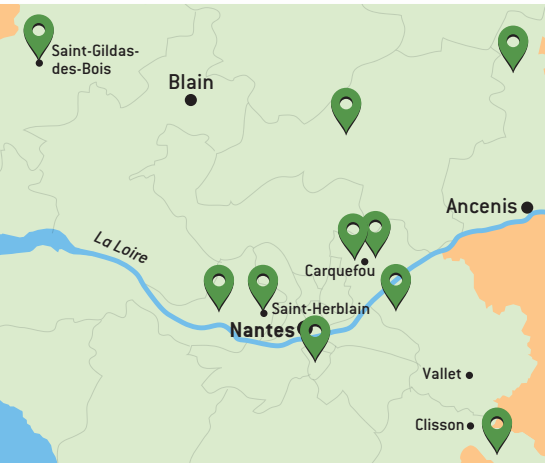 Saint-Gildas-
des-Bois
Blain
Ancenis
La Loire
Carquefou
Saint-Herblain
Nantes
Vallet
Clisson